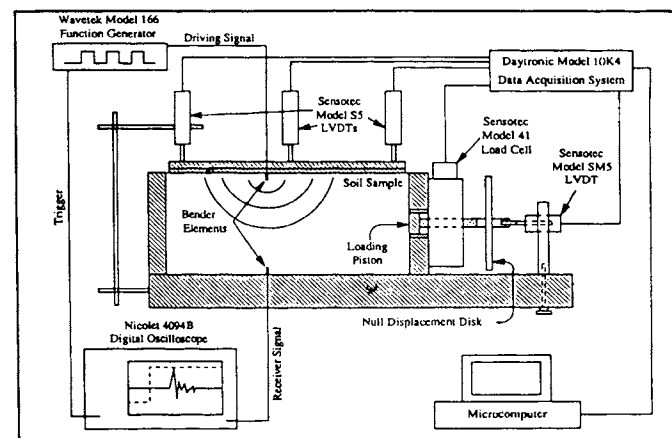 Wavetek Model 166
Function Generator
Driving Signal
Daytronic Model 10K4
Data Acquisition System
Sensotec
Model S5
LVDTs
Sensotec
Model 41
Load Cell
Sensotec
Model SM5
LVDT
Soil Sample
Trigger
Bender
Elements
Loading
Piston
Null Displacement Disk
Nicolet 4094B
Digital Oscilloscope
Receiver Signal
Microcomputer